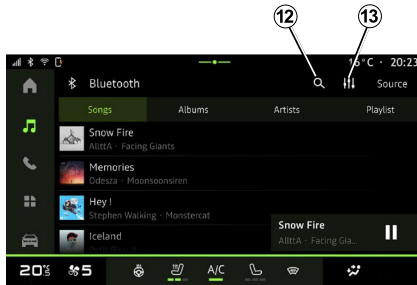 12 13
16°C · 20:23
Bluetooth Source
Songs Albums Artists Playlist
Snow Fire
AllttA · Facing Giants
Memories
Odesza · Moonsoonsiren
Hey !
Stephen Walking · Monstercat
Iceland
Snow Fire
AllttA · Facing Gia...
20°5 5 A/C